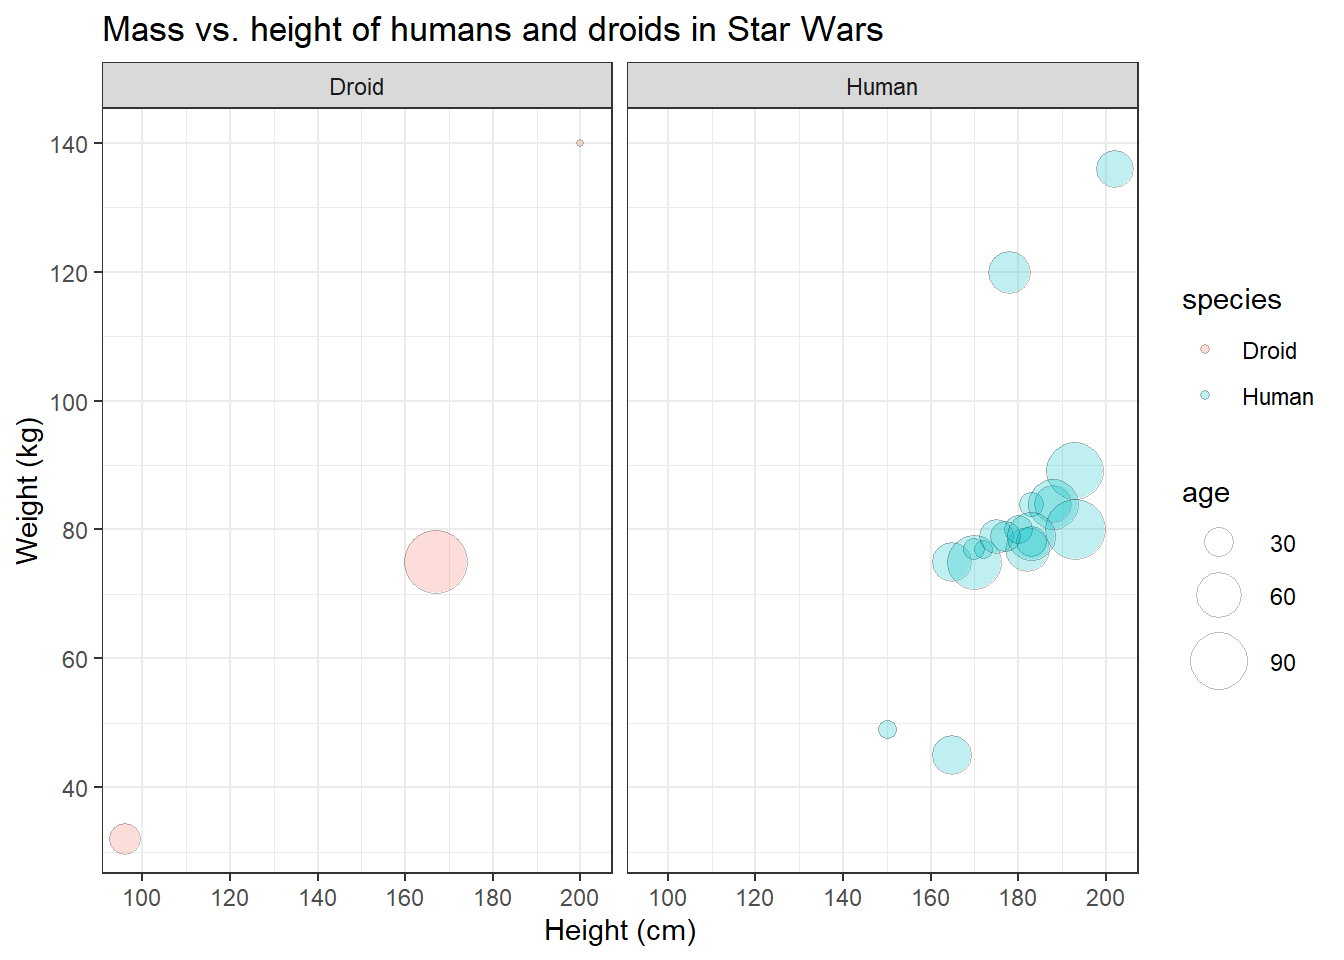 Mass vs. height of humans and droids in Star Wars
Droid
Human
140
120
100
80
60
40
Weight (kg)
100 120 140 160 180 200
100 120 140 160 180 200
Height (cm)
species
Droid
Human
age
30
60
90